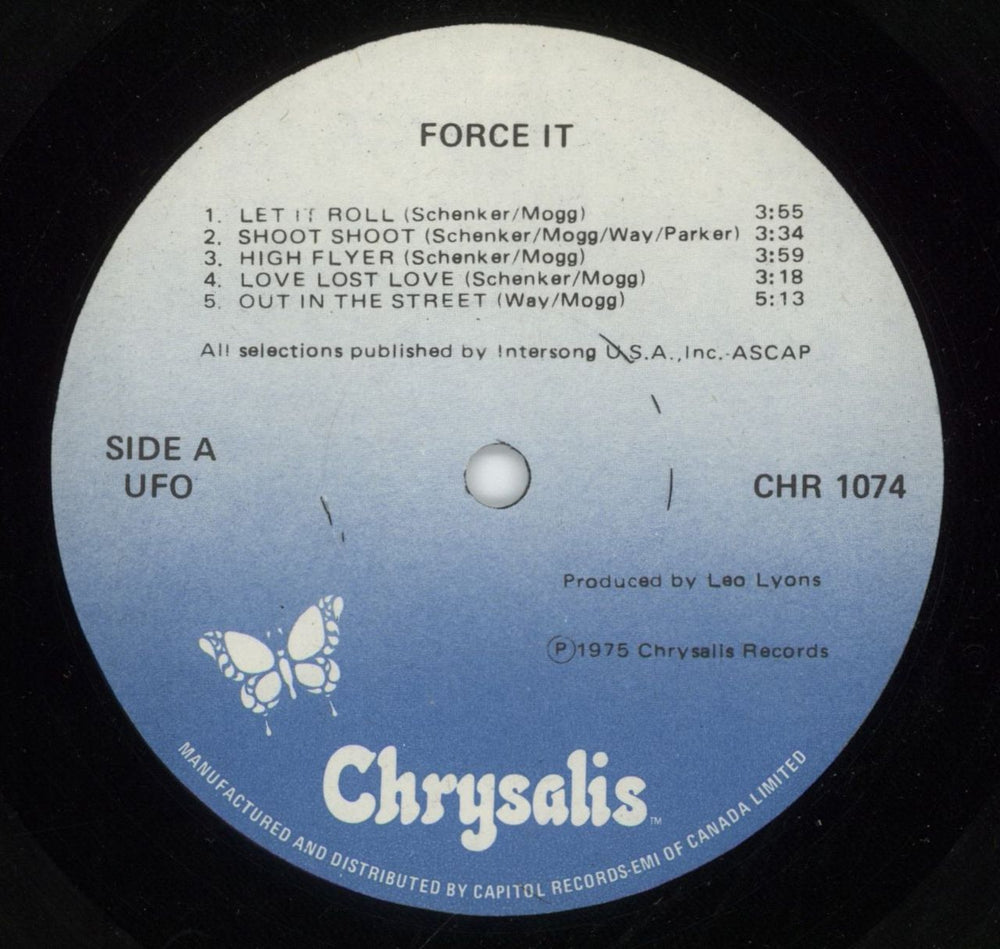 FORCE IT
1. LET IT ROLL (Schenker/Mogg) 3:55
2. SHOOT SHOOT (Schenker/Mogg/Way/Parker) 3:34
3. HIGH FLYER (Schenker/Mogg) 3:59
4. LOVE LOST LOVE (Schenker/Mogg) 3:18
5. OUT IN THE STREET (Way/Mogg) 5:13
All selections published by Intersong U.S.A.,Inc.-ASCAP
SIDE A
UFO
CHR 1074
Produced by Leo Lyons
Ⓟ1975 Chrysalis Records
Chrysalis™
MANUFACTURED AND DISTRIBUTED BY CAPITOL RECORDS-EMI OF CANADA LIMITED